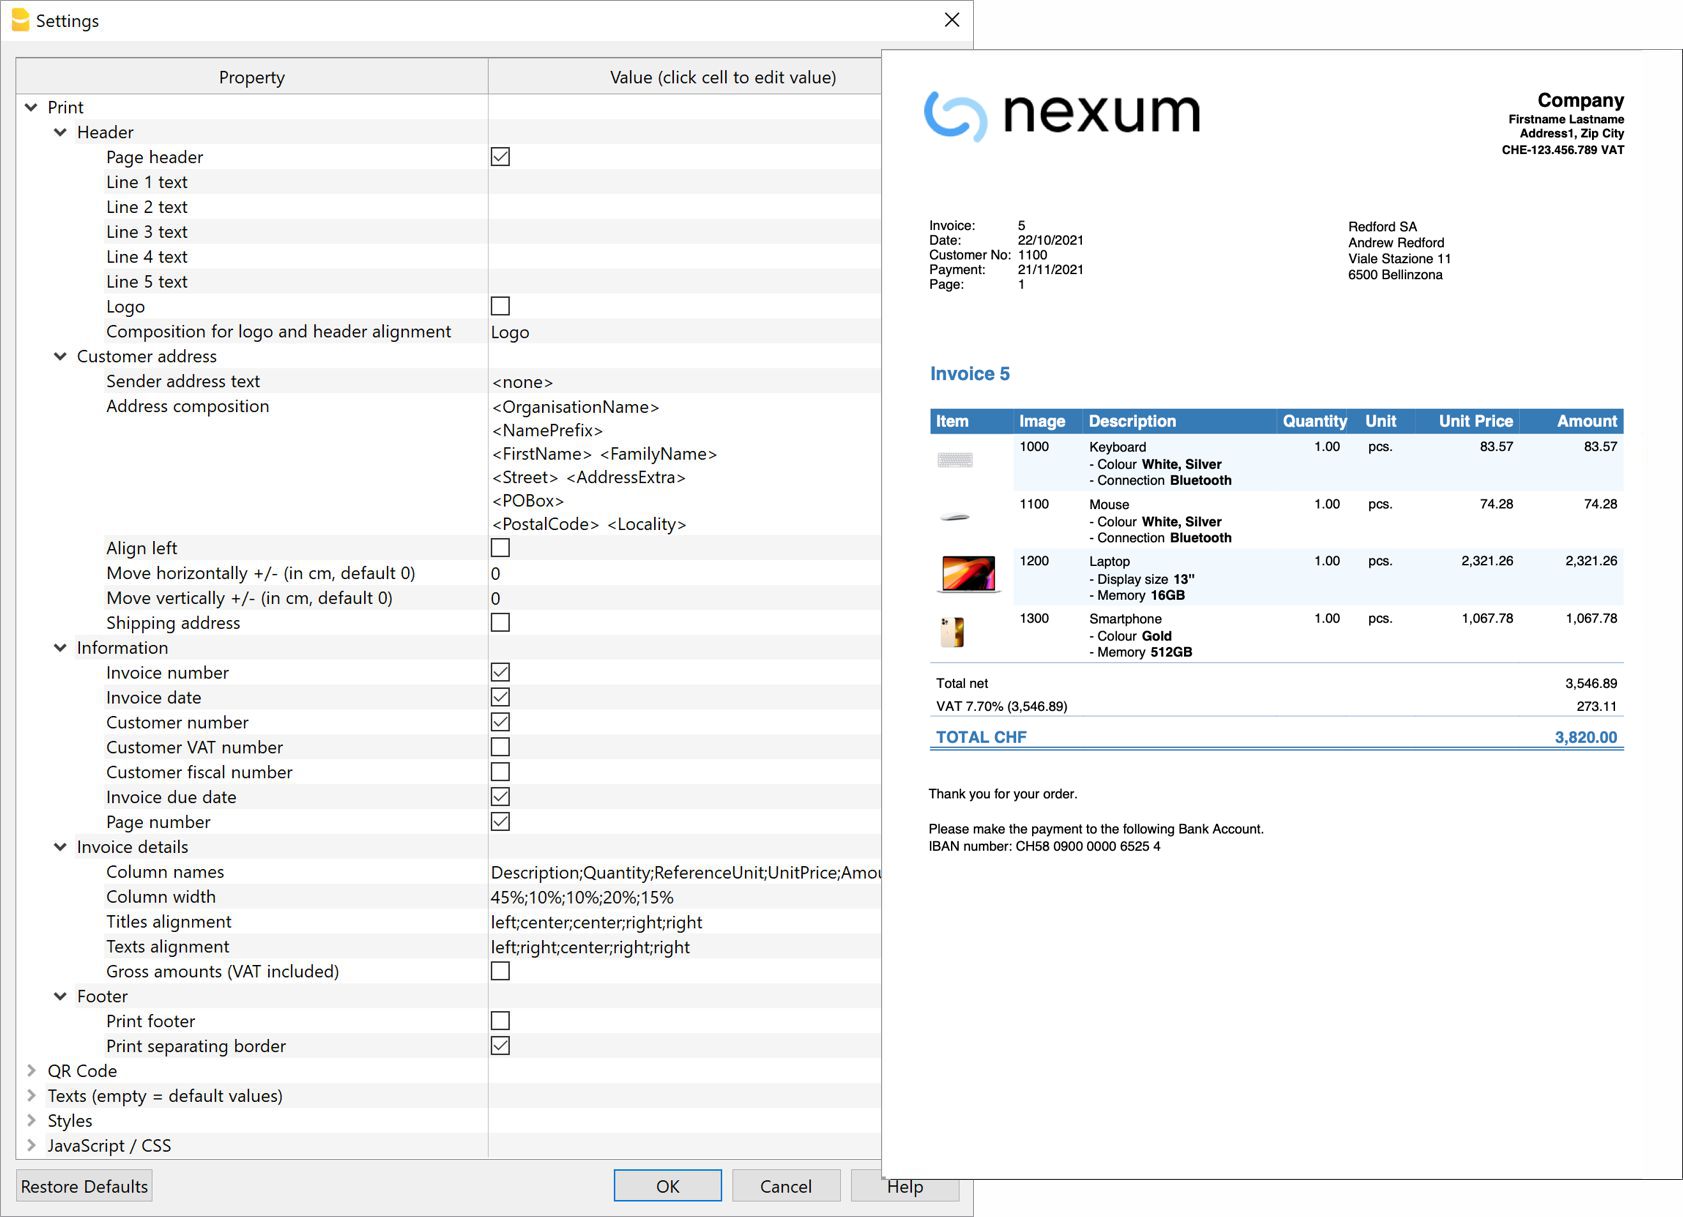 Settings
Property Value (click cell to edit value)
Print
Header
Page header
Line 1 text
Line 2 text
Line 3 text
Line 4 text
Line 5 text
Logo
Composition for logo and header alignment Logo
Customer address
Sender address text <none>
Address composition <OrganisationName>
<NamePrefix>
<FirstName> <FamilyName>
<Street> <AddressExtra>
<POBox>
<PostalCode> <Locality>
Align left
Move horizontally +/- (in cm, default 0) 0
Move vertically +/- (in cm, default 0) 0
Shipping address
Information
Invoice number
Invoice date
Customer number
Customer VAT number
Customer fiscal number
Invoice due date
Page number
Invoice details
Column names Description;Quantity;ReferenceUnit;UnitPrice;Amou
Column width 45%;10%;10%;20%;15%
Titles alignment left;center;center;right;right
Texts alignment left;right;center;right;right
Gross amounts (VAT included)
Footer
Print footer
Print separating border
QR Code
Texts (empty = default values)
Styles
JavaScript / CSS
Restore Defaults OK Cancel Help
nexum
Company
Firstname Lastname
Address1, Zip City
CHE-123.456.789 VAT
Invoice: 5
Date: 22/10/2021
Customer No: 1100
Payment: 21/11/2021
Page: 1
Redford SA
Andrew Redford
Viale Stazione 11
6500 Bellinzona
Invoice 5
Item Image Description Quantity Unit Unit Price Amount
1000 Keyboard 1.00 pcs. 83.57 83.57
- Colour White, Silver
- Connection Bluetooth
1100 Mouse 1.00 pcs. 74.28 74.28
- Colour White, Silver
- Connection Bluetooth
1200 Laptop 1.00 pcs. 2,321.26 2,321.26
- Display size 13"
- Memory 16GB
1300 Smartphone 1.00 pcs. 1,067.78 1,067.78
- Colour Gold
- Memory 512GB
Total net 3,546.89
VAT 7.70% (3,546.89) 273.11
TOTAL CHF 3,820.00
Thank you for your order.
Please make the payment to the following Bank Account.
IBAN number: CH58 0900 0000 6525 4